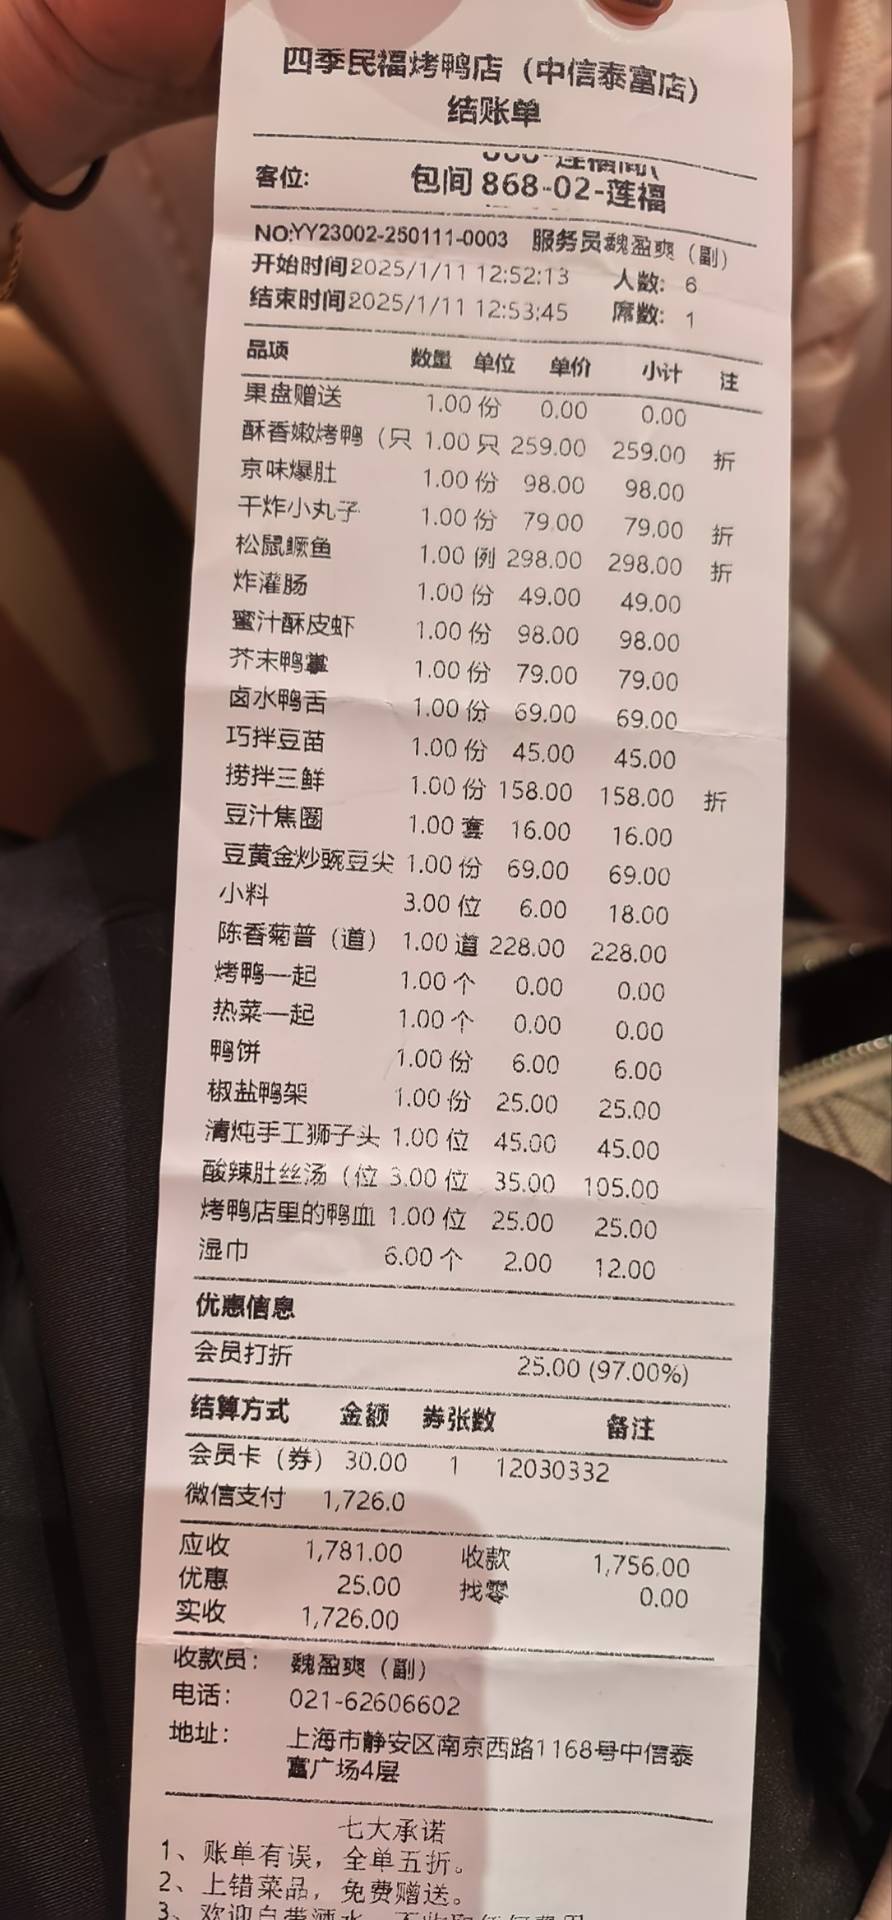 四季民福烤鸭店（中信泰富店）
结账单
客位: 包间 868-02-莲福
NO:YY23002-250111-0003 服务员魏盈爽（副）
开始时间2025/1/11 12:52:13 人数: 6
结束时间2025/1/11 12:53:45 席数: 1
品项 数量 单位 单价 小计 注
果盘赠送 1.00 份 0.00 0.00
酥香嫩烤鸭（只 1.00 只 259.00 259.00 折
京味爆肚 1.00 份 98.00 98.00
干炸小丸子 1.00 份 79.00 79.00 折
松鼠鳜鱼 1.00 例 298.00 298.00 折
炸灌肠 1.00 份 49.00 49.00
蜜汁酥皮虾 1.00 份 98.00 98.00
芥末鸭掌 1.00 份 79.00 79.00
卤水鸭舌 1.00 份 69.00 69.00
巧拌豆苗 1.00 份 45.00 45.00
捞拌三鲜 1.00 份 158.00 158.00 折
豆汁焦圈 1.00 套 16.00 16.00
豆黄金炒豌豆尖 1.00 份 69.00 69.00
小料 3.00 位 6.00 18.00
陈香菊普（道） 1.00 道 228.00 228.00
烤鸭一起 1.00 个 0.00 0.00
热菜一起 1.00 个 0.00 0.00
鸭饼 1.00 份 6.00 6.00
椒盐鸭架 1.00 份 25.00 25.00
清炖手工狮子头 1.00 位 45.00 45.00
酸辣肚丝汤（位 3.00 位 35.00 105.00
烤鸭店里的鸭血 1.00 位 25.00 25.00
湿巾 6.00 个 2.00 12.00
优惠信息
会员打折 25.00 (97.00%)
结算方式 金额 券张数 备注
会员卡（券） 30.00 1 12030332
微信支付 1,726.0
应收 1,781.00 收款 1,756.00
优惠 25.00 找零 0.00
实收 1,726.00
收款员: 魏盈爽（副）
电话: 021-62606602
地址: 上海市静安区南京西路1168号中信泰
富广场4层
七大承诺
1、账单有误，全单五折。
2、上错菜品，免费赠送。
3、欢迎自带酒水，